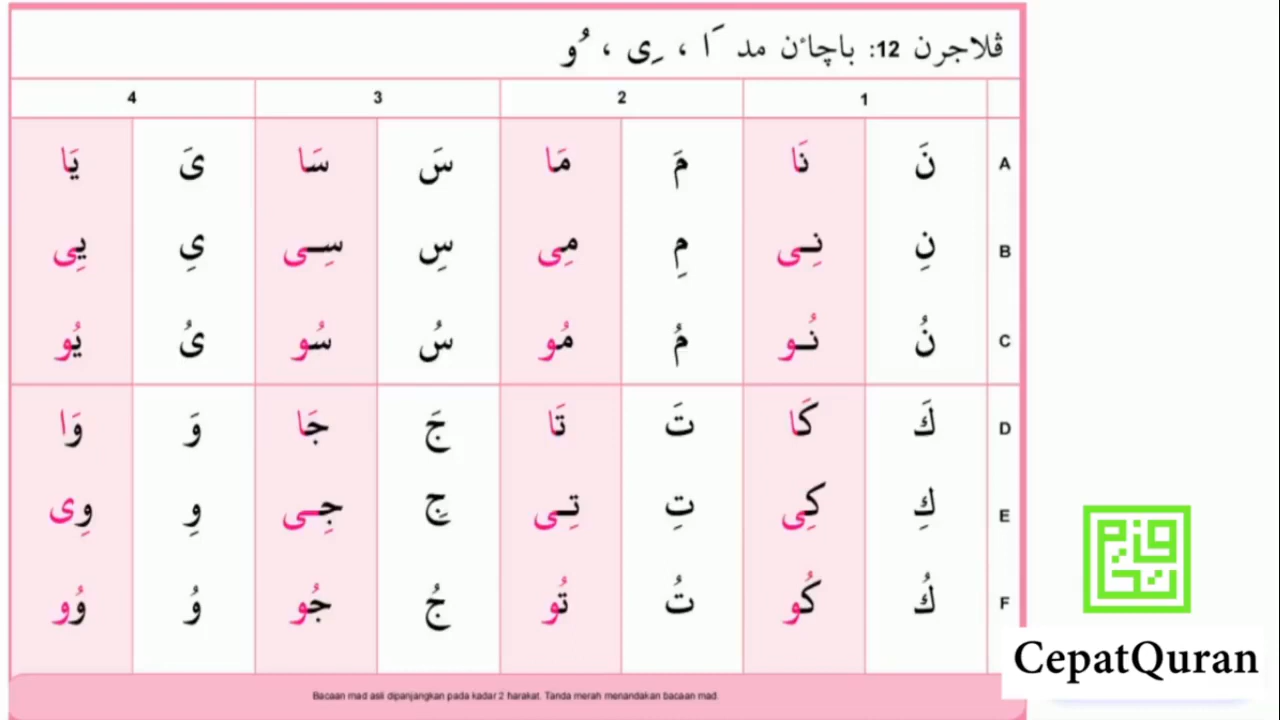 ڤلاجرن 12: باچاءن مد ـَا ، ـِى ، ـُو
1 2 3 4
A نَ نَا مَ مَا سَ سَا ىَ يَا
B نِ نِى مِ مِى سِ سِى ىِ يِى
C نُ نُو مُ مُو سُ سُو ىُ يُو
D كَ كَا تَ تَا جَ جَا وَ وَا
E كِ كِى تِ تِى جِ جِى وِ وِى
F كُ كُو تُ تُو جُ جُو وُ وُو
Bacaan mad asli dipanjangkan pada kadar 2 harakat. Tanda merah menandakan bacaan mad.
CepatQuran